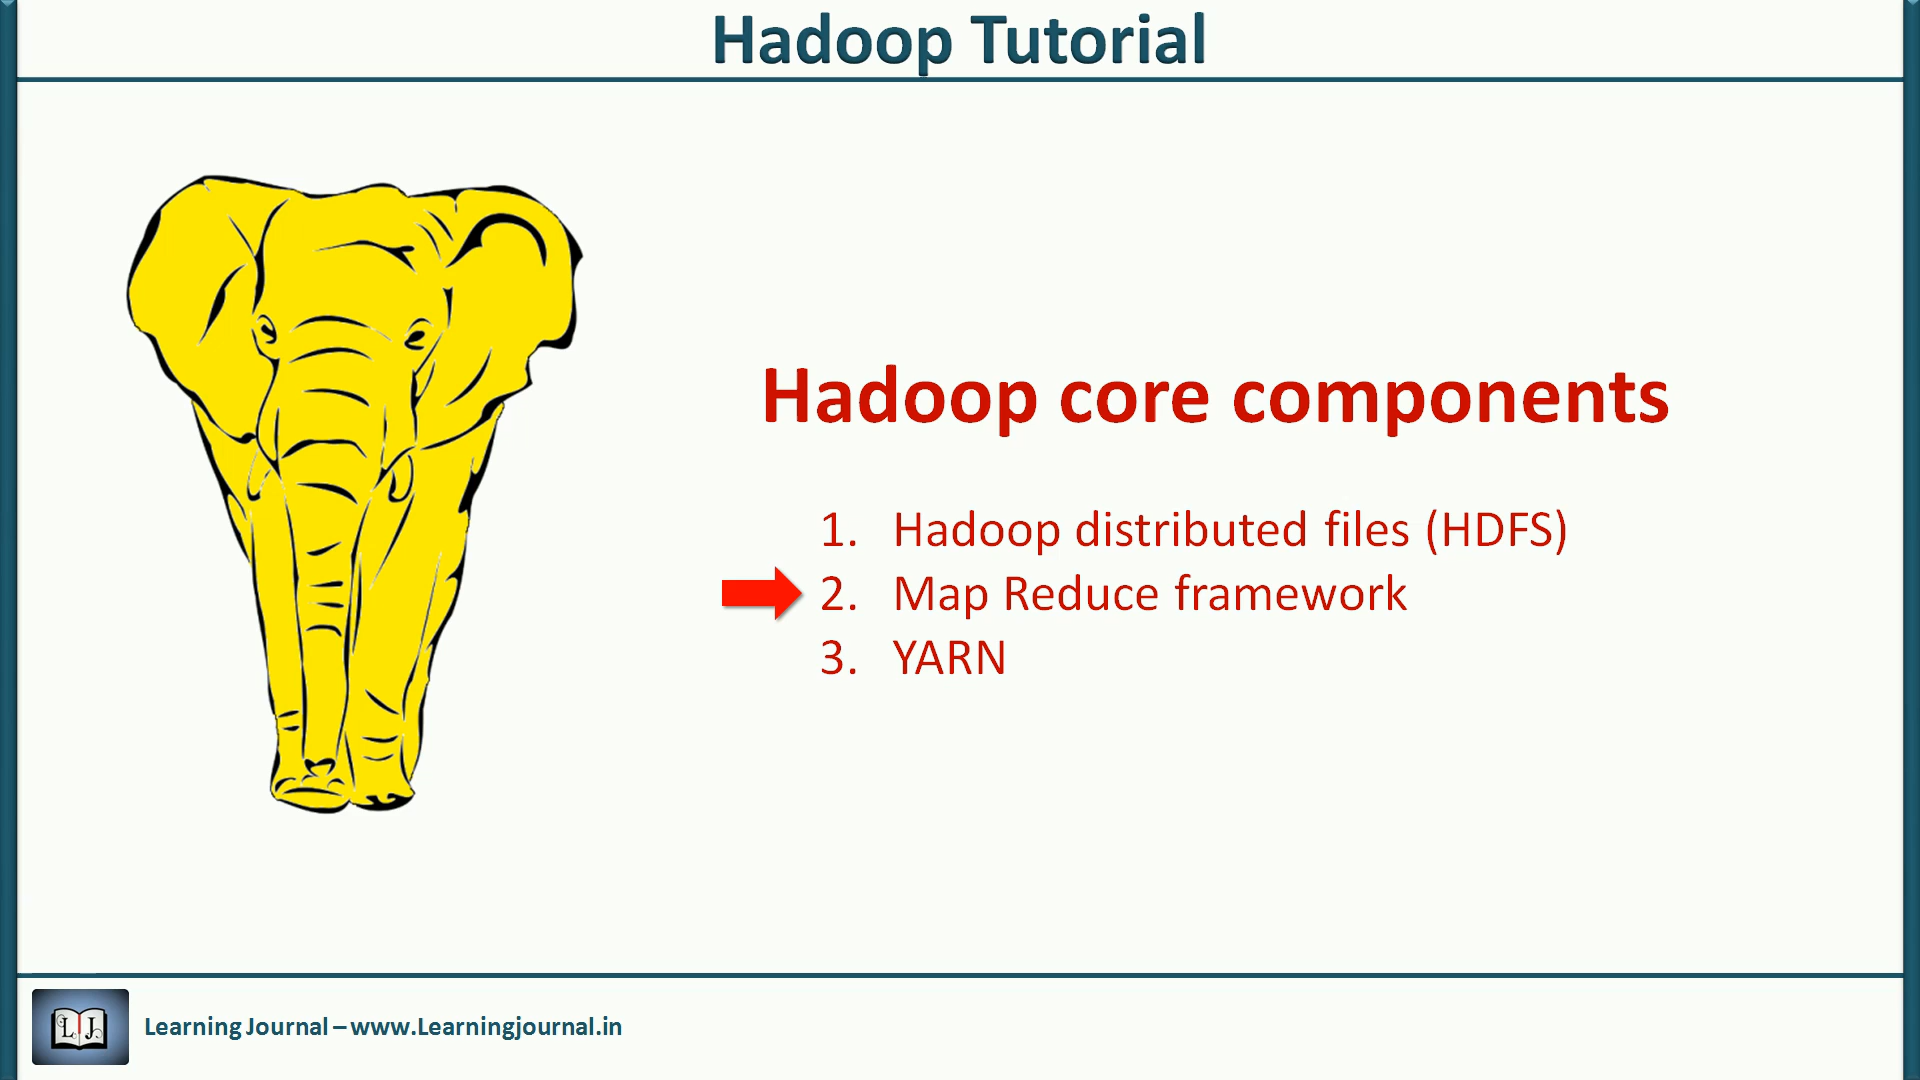 Hadoop Tutorial
Hadoop core components
1. Hadoop distributed files (HDFS)
2. Map Reduce framework
3. YARN
L J
Learning Journal – www.Learningjournal.in